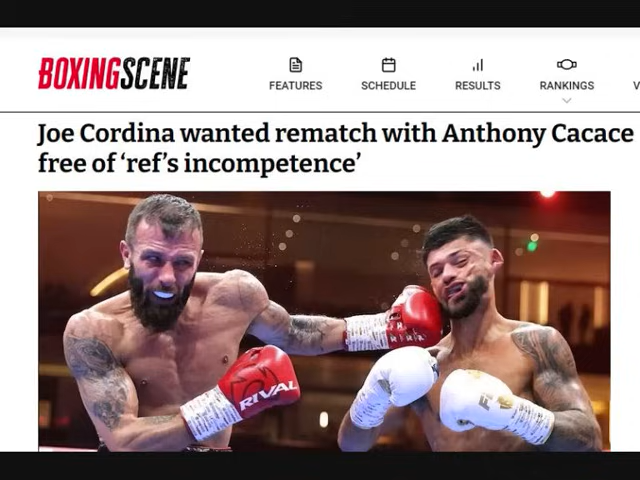 BOXINGSCENE
FEATURES
SCHEDULE
RESULTS
RANKINGS
V
Joe Cordina wanted rematch with Anthony Cacace
free of ‘ref’s incompetence’
RIVAL